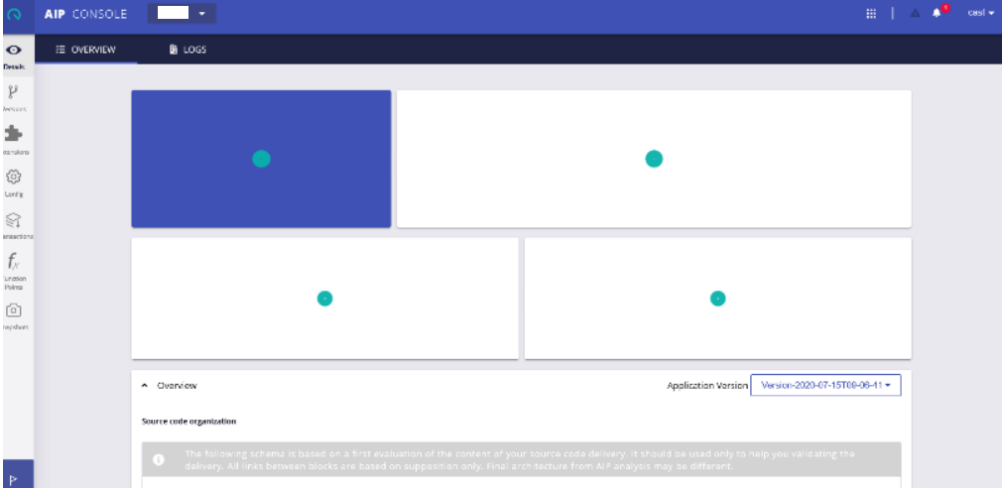 AIP CONSOLE
cast
OVERVIEW
LOGS
Details
Versions
Config
Function
Points
Overview
Application Version
Version-2020-07-15T09-06-41
Source code organization
The following schema is based on a first evaluation of the content of your source code delivery. It should be used only to help you validating the
delivery. All links between blocks are based on supposition only. Final architecture from AIP analysis may be different.